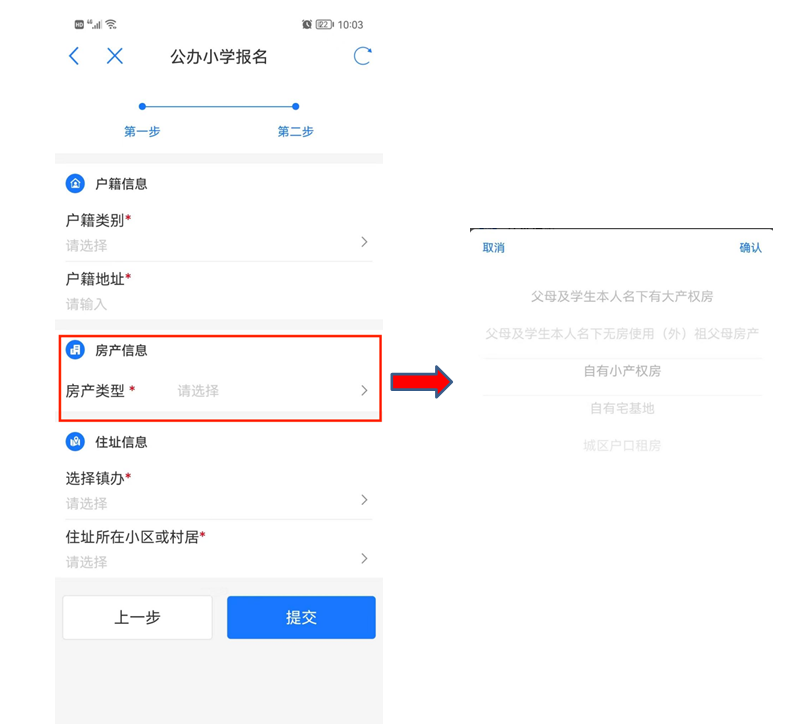 HD 46 22 10:03
公办小学报名
第一步 第二步
户籍信息
户籍类别*
请选择
户籍地址*
请输入
房产信息
房产类型* 请选择
住址信息
选择镇办*
请选择
住址所在小区或村居*
请选择
上一步 提交
取消 确认
父母及学生本人名下有大产权房
父母及学生本人名下无房使用（外）祖父母房产
自有小产权房
自有宅基地
城区户口租房